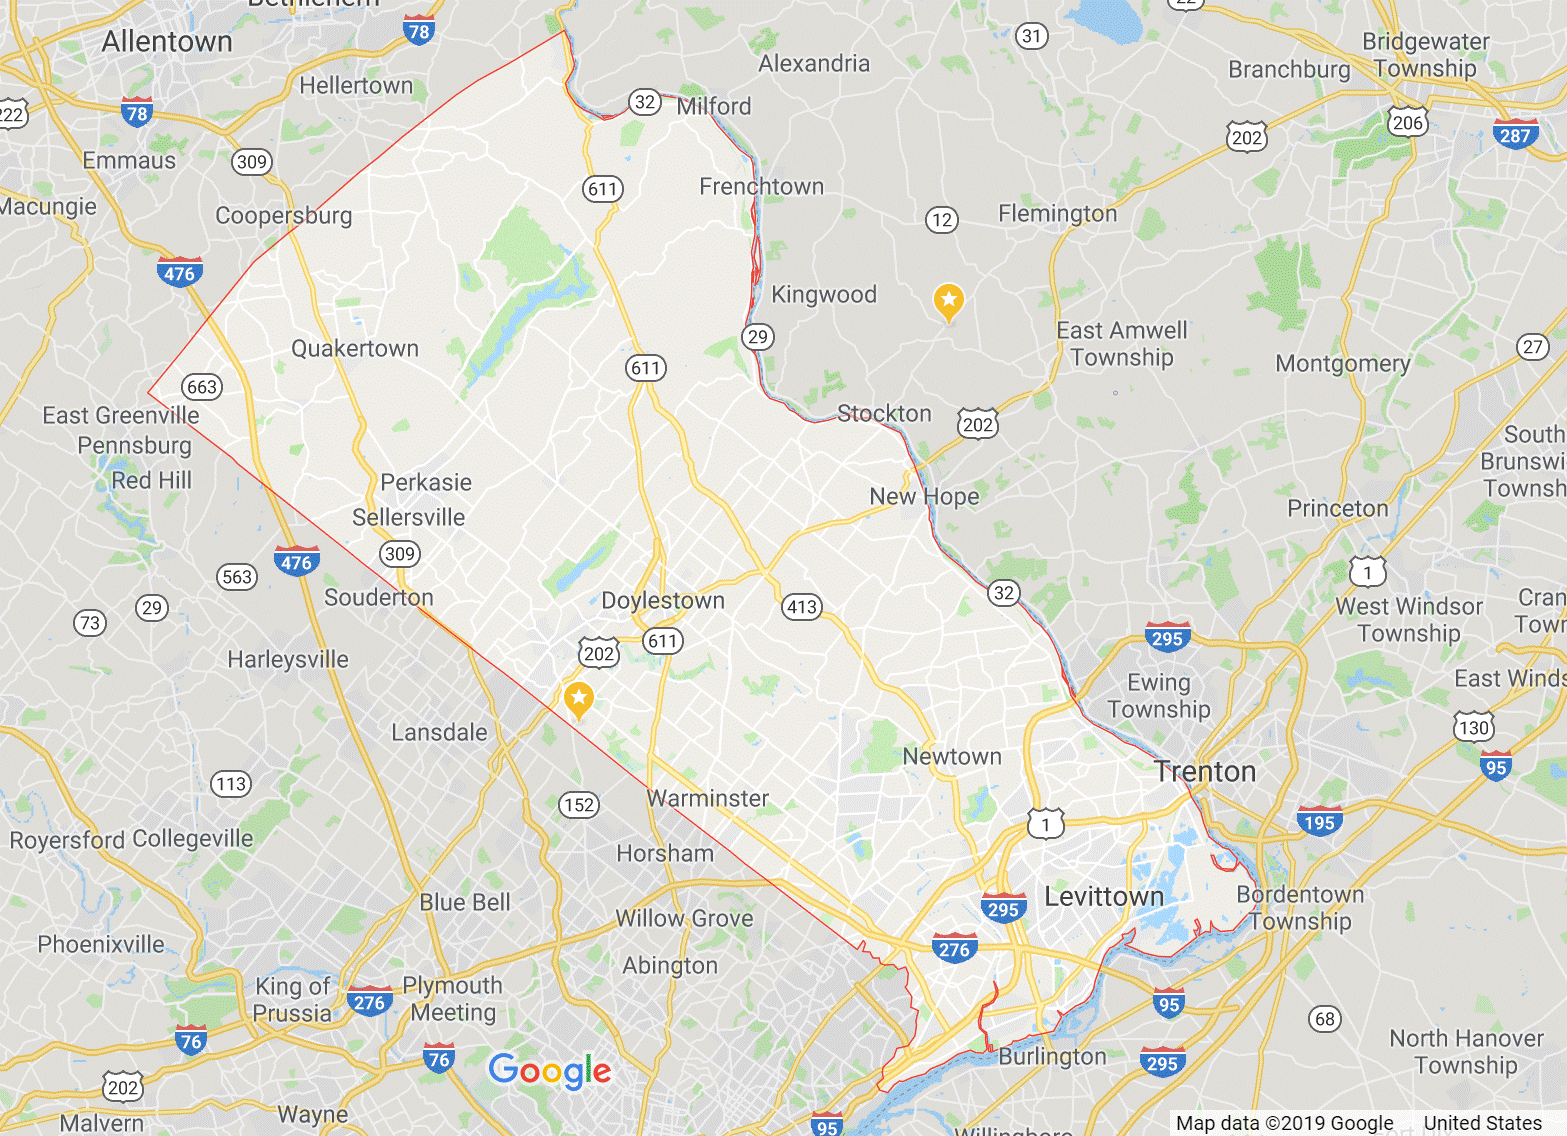 Bethlehem
Allentown
78
22
31
Bridgewater
Township
Branchburg
Alexandria
Hellertown
222
78
32
Milford
206
202
287
Emmaus
309
611
Frenchtown
Macungie
Coopersburg
12
Flemington
476
Kingwood
29
East Amwell
Township
27
Quakertown
611
Montgomery
663
East Greenville
Stockton
202
Pennsburg
South
Brunswi
Townsh
Red Hill
Perkasie
New Hope
Princeton
Sellersville
309
476
563
1
Souderton
Doylestown
413
32
29
73
West Windsor
Township
Cran
Town
611
202
295
Harleysville
Ewing
Township
East Winds
Lansdale
130
Newtown
95
Trenton
113
152
Warminster
1
195
Royersford
Collegeville
Horsham
Blue Bell
295
Levittown
Bordentown
Township
Willow Grove
Phoenixville
276
Abington
King of
Prussia
276
Plymouth
Meeting
95
68
76
76
Burlington
295
North Hanover
Township
202
Google
Malvern
Wayne
95
Willingboro
Map data ©2019 Google
United States